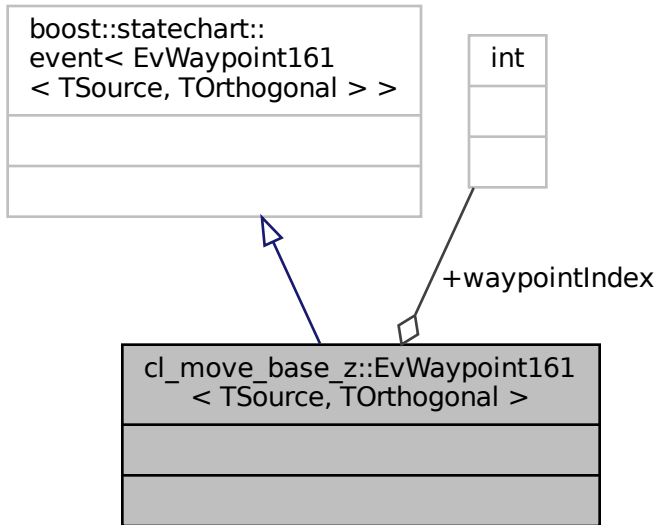 boost::statechart::
event< EvWaypoint161
< TSource, TOrthogonal > >
int
+waypointIndex
cl_move_base_z::EvWaypoint161
< TSource, TOrthogonal >